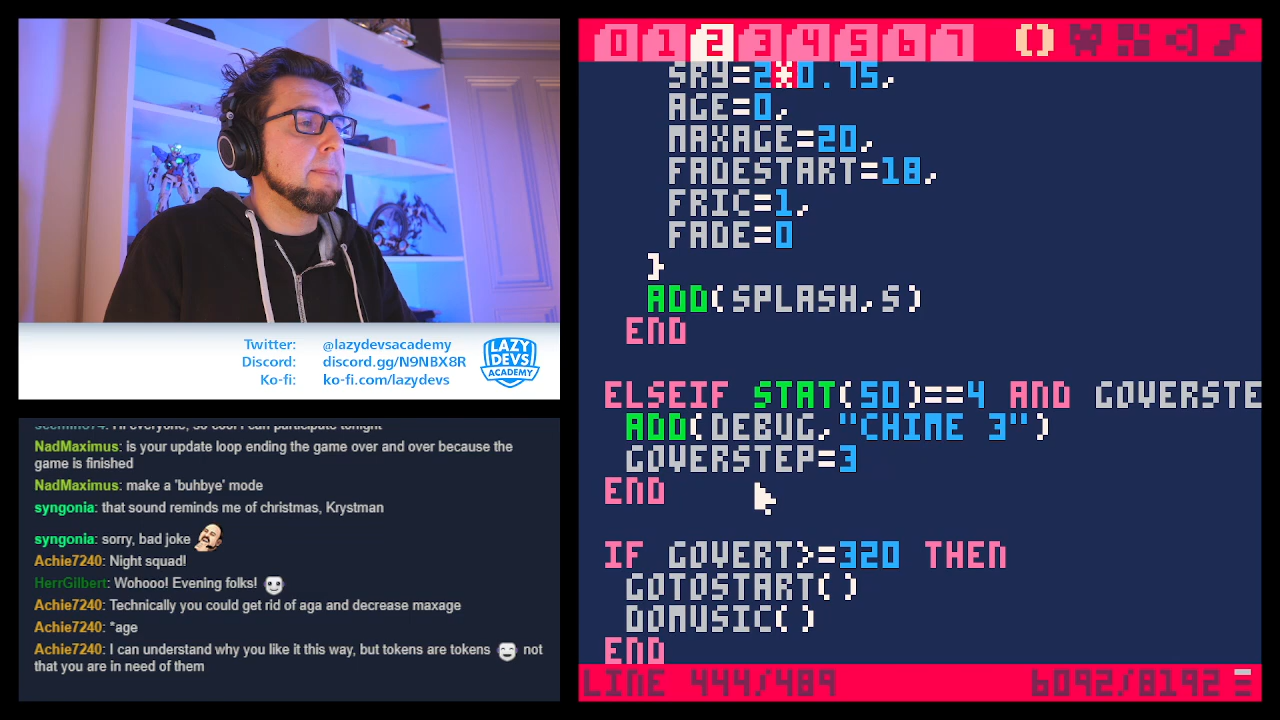 Twitter: @lazydevsacademy
Discord: discord.gg/N9NBX8R
Ko-fi: ko-fi.com/lazydevs
LAZY
DEVS
ACADEMY
NadMaximus: is your update loop ending the game over and over because the
game is finished
NadMaximus: make a 'buhbye' mode
syngonia: that sound reminds me of christmas, Krystman
syngonia: sorry, bad joke
Achie7240: Night squad!
HerrGilbert: Wohooo! Evening folks!
Achie7240: Technically you could get rid of aga and decrease maxage
Achie7240: *age
Achie7240: I can understand why you like it this way, but tokens are tokens not
that you are in need of them
0 1 2 3 4 5 6 7
SRY=2*0.75,
AGE=0,
MAXAGE=20,
FADESTART=18,
FRIC=1,
FADE=0
}
ADD(SPLASH,S)
END
ELSEIF STAT(50)==4 AND GOVERSTE
ADD(DEBUG,"CHIME 3")
GOVERSTEP=3
END
IF GOVERT>=320 THEN
GOTOSTART()
DOMUSIC()
END
LINE 444/489 6092/8192